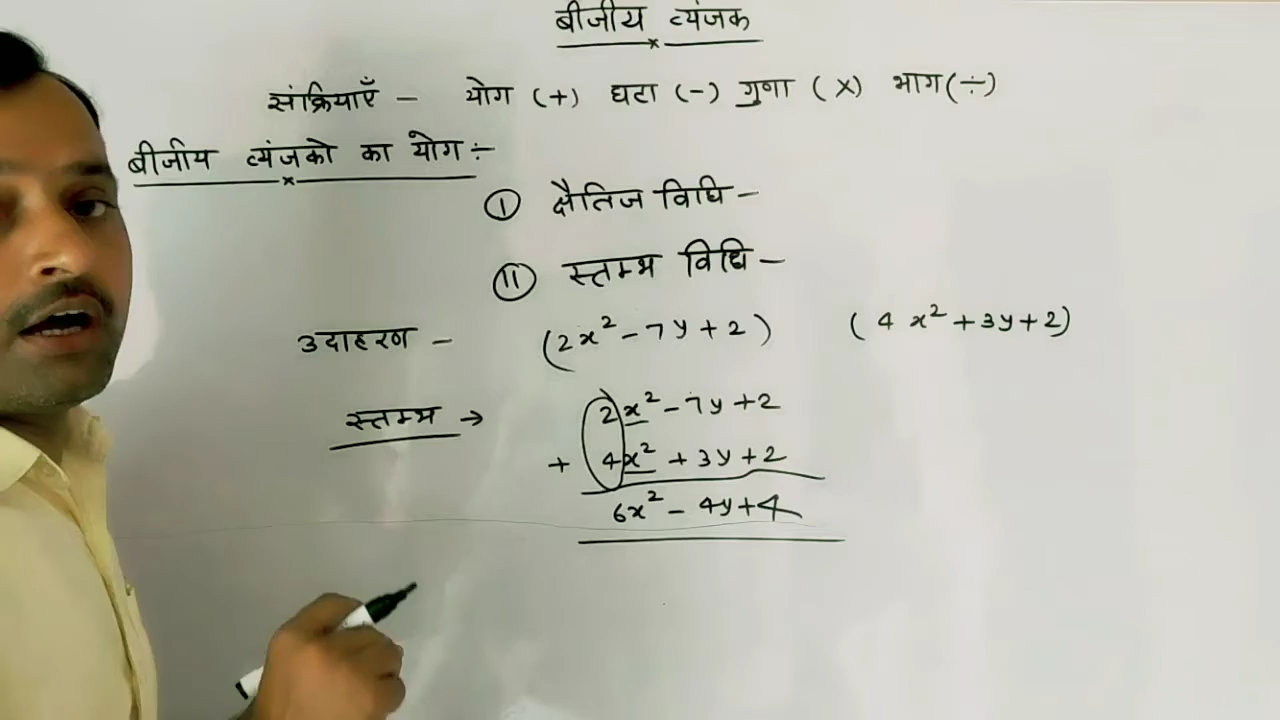 बीजीय व्यंजक
संक्रियाएँ – योग (+) घटा (-) गुणा (×) भाग (÷)
बीजीय व्यंजको का योग :-
I क्षैतिज विधि –
II स्तम्भ विधि –
उदाहरण – (2x² - 7y + 2) (4x² + 3y + 2)
स्तम्भ → 2x² - 7y + 2
+ 4x² + 3y + 2
6x² - 4y + 4